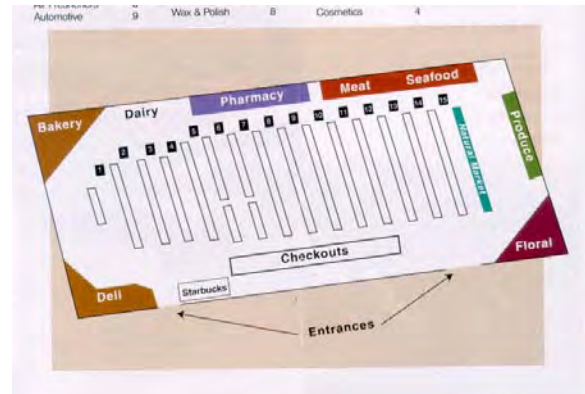 Automotive 9 Wax & Polish 8 Cosmetics 4
Bakery
Dairy
Pharmacy
Meat Seafood
1 2 3 4 5 6 7 8 9 10 11 12 13 14 15
Natural Market
Produce
Checkouts
Floral
Deli
Starbucks
Entrances